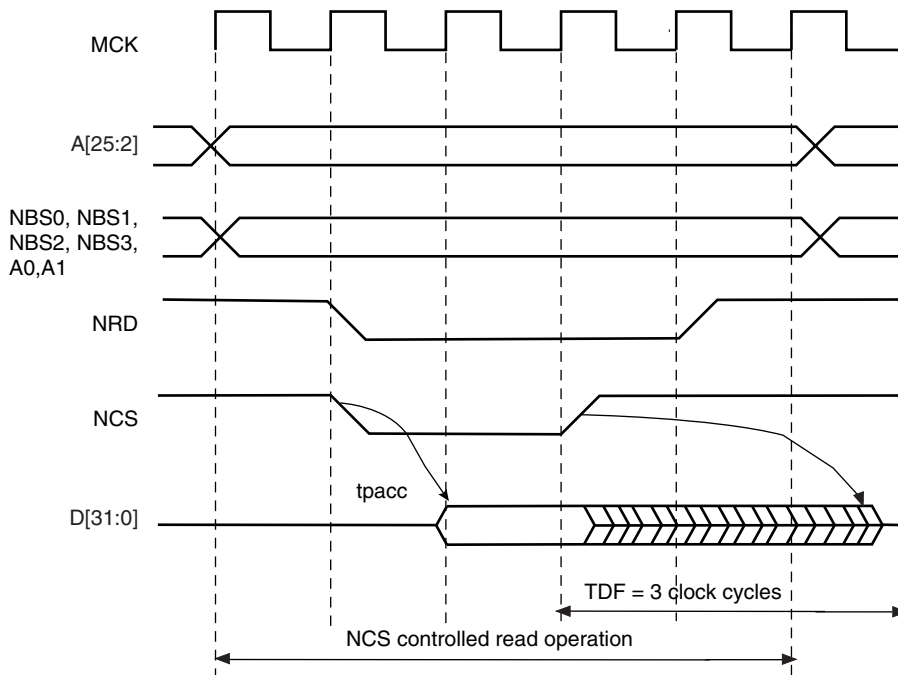 MCK
A[25:2]
NBS0, NBS1,
NBS2, NBS3,
A0,A1
NRD
NCS
tpacc
D[31:0]
TDF = 3 clock cycles
NCS controlled read operation